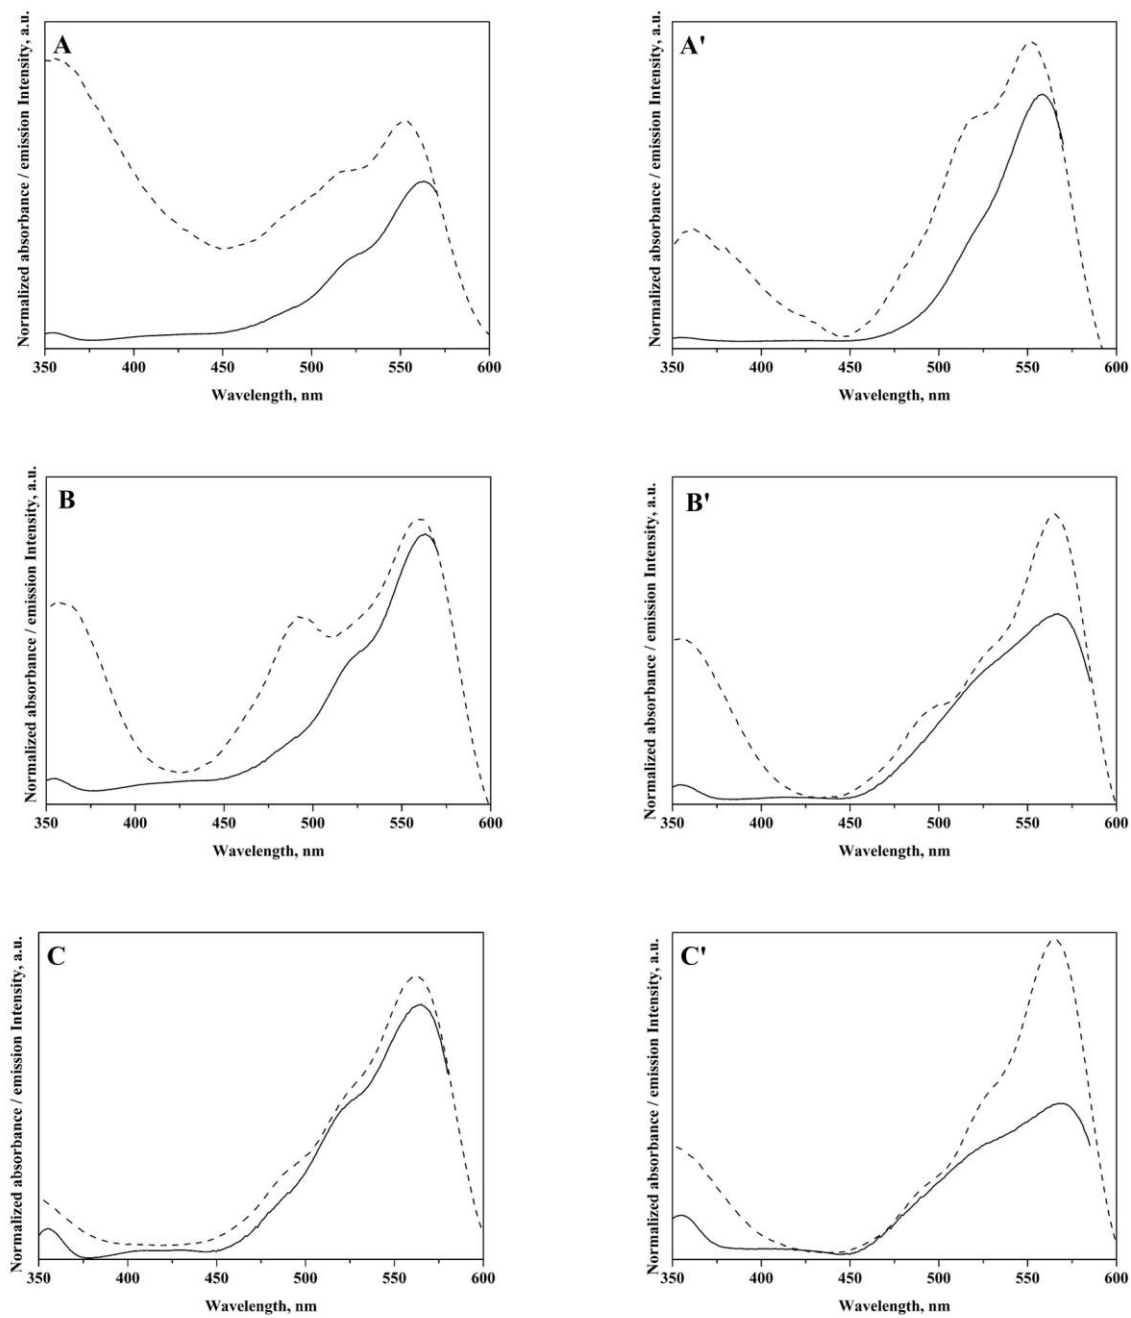 Normalized absorbance / emission Intensity, a.u.
A
350 400 450 500 550 600
Wavelength, nm
Normalized absorbance / emission Intensity, a.u.
A'
350 400 450 500 550 600
Wavelength, nm
Normalized absorbance / emission Intensity, a.u.
B
350 400 450 500 550 600
Wavelength, nm
Normalized absorbance / emission Intensity, a.u.
B'
350 400 450 500 550 600
Wavelength, nm
Normalized absorbance / emission Intensity, a.u.
C
350 400 450 500 550 600
Wavelength, nm
Normalized absorbance / emission Intensity, a.u.
C'
350 400 450 500 550 600
Wavelength, nm